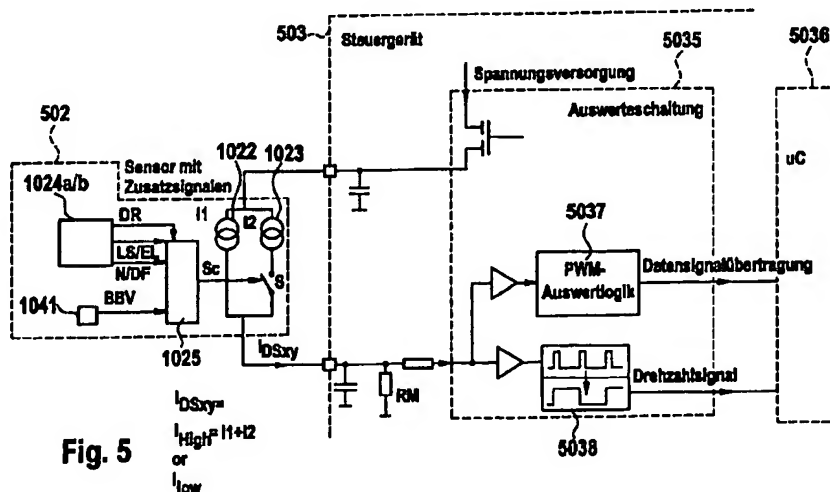 503
Steuergerät
5035
5036
Spannungsversorgung
Auswerteschaltung
uC
502
Sensor mit
Zusatzsignalen
1022
1023
1024a/b
DR
I1
I2
LS/EL
N/DF
Sc
S
1041
BBV
1025
5037
PWM-
Auswertlogik
Datensignalübertragung
IDSxy
RM
Drehzahlsignal
5038
IDSxy=
IHigh=I1+I2
or
Ilow
Fig. 5